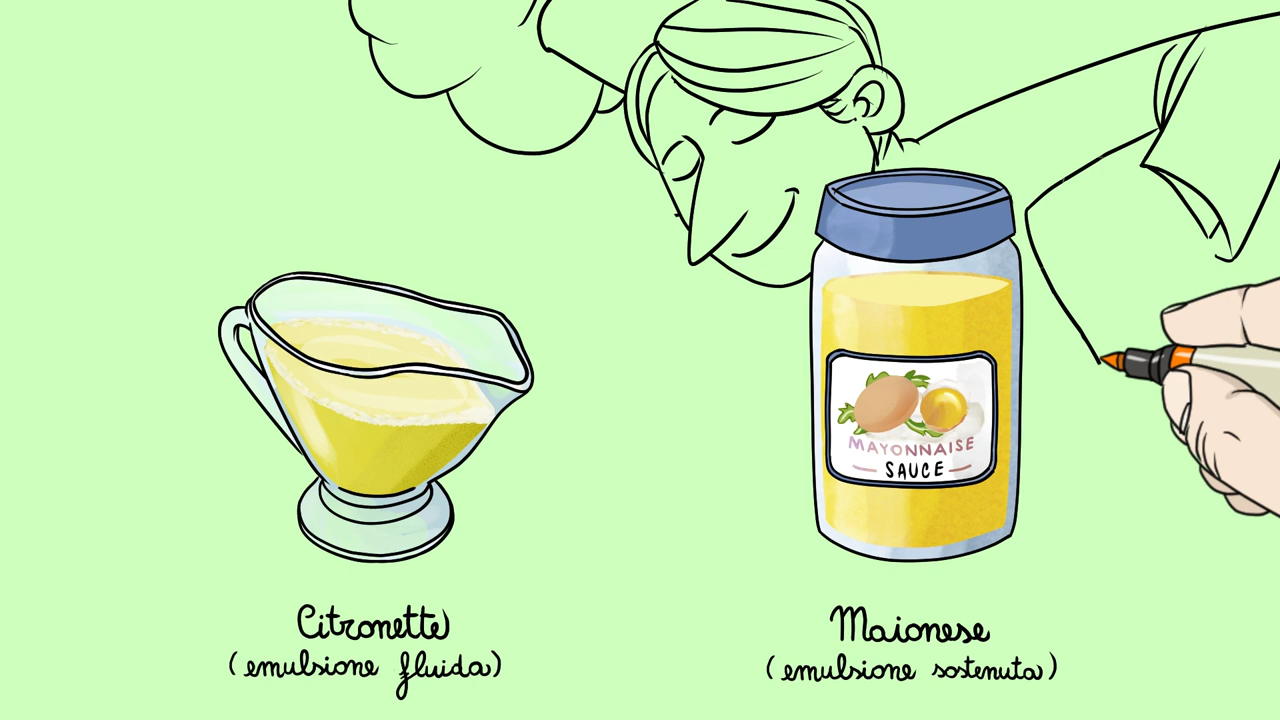 MAYONNAISE
SAUCE
Citronette
(emulsione fluida)
Maionese
(emulsione sostenuta)